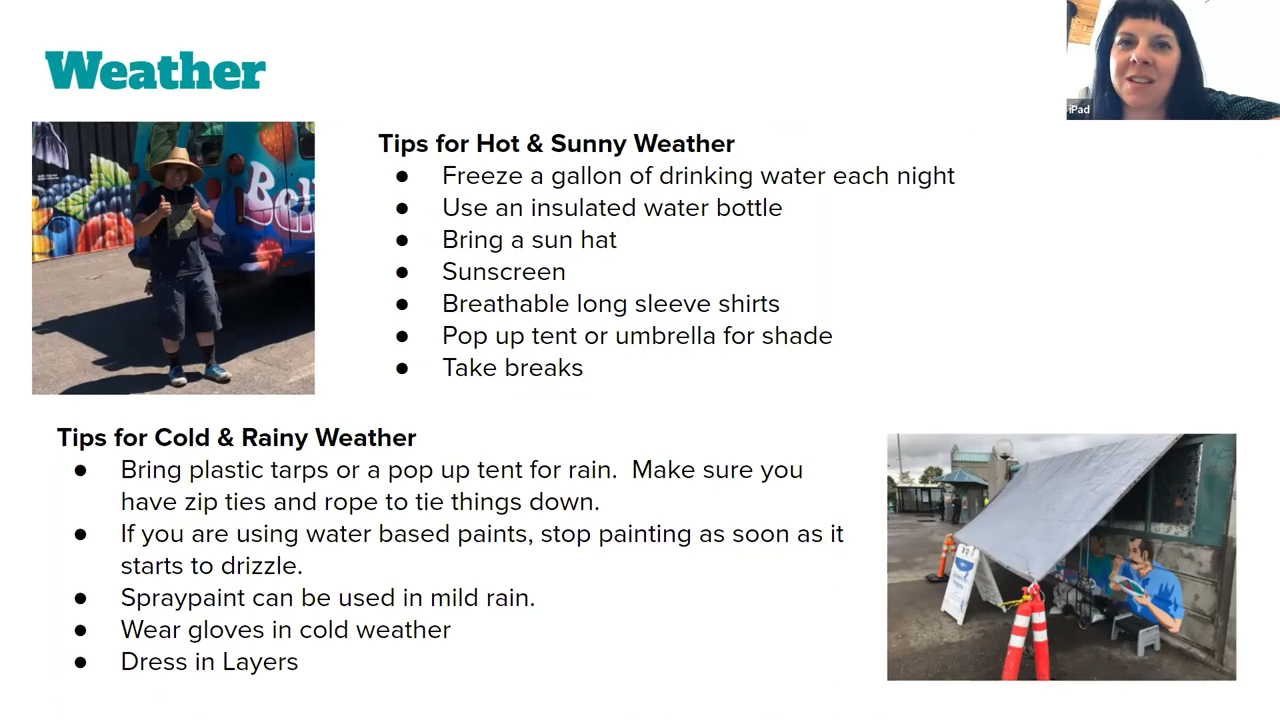 Weather
iPad
Tips for Hot & Sunny Weather
● Freeze a gallon of drinking water each night
● Use an insulated water bottle
● Bring a sun hat
● Sunscreen
● Breathable long sleeve shirts
● Pop up tent or umbrella for shade
● Take breaks
Tips for Cold & Rainy Weather
● Bring plastic tarps or a pop up tent for rain.  Make sure you
have zip ties and rope to tie things down.
● If you are using water based paints, stop painting as soon as it
starts to drizzle.
● Spraypaint can be used in mild rain.
● Wear gloves in cold weather
● Dress in Layers